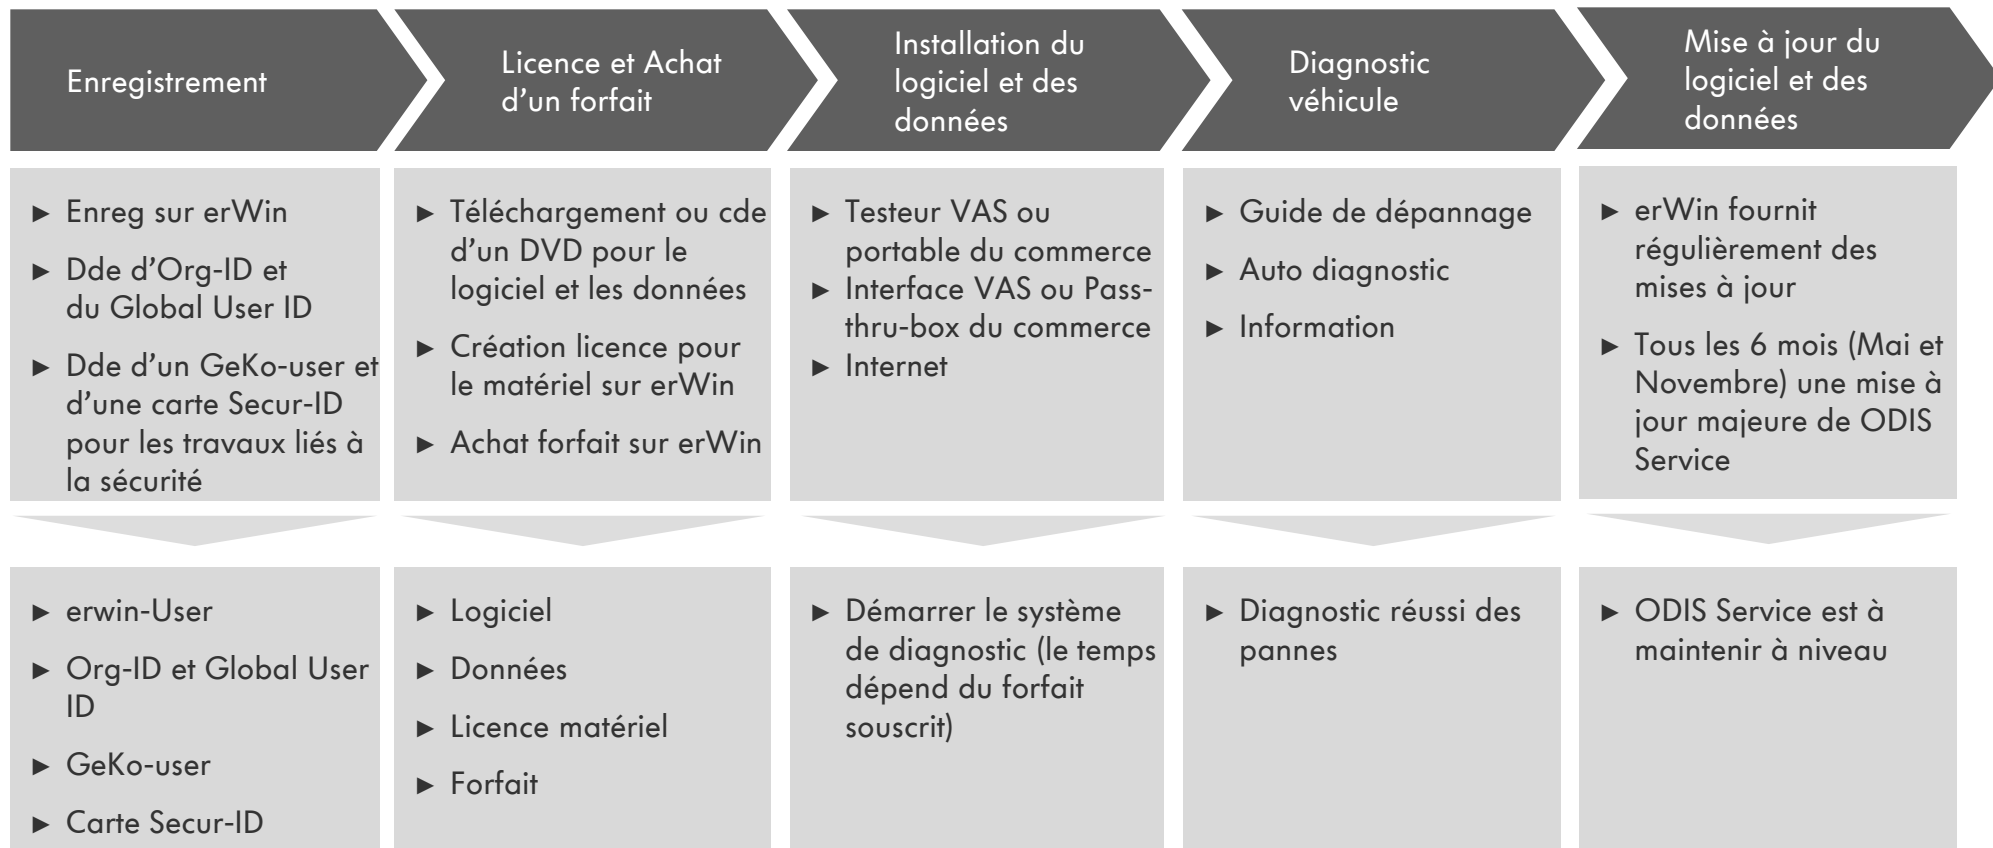 Enregistrement
Licence et Achat
d’un forfait
Installation du
logiciel et des
données
Diagnostic
véhicule
Mise à jour du
logiciel et des
données
► Enreg sur erWin
► Dde d’Org-ID et
du Global User ID
► Dde d’un GeKo-user et
d’une carte Secur-ID
pour les travaux liés à
la sécurité
► Téléchargement ou cde
d’un DVD pour le
logiciel et les données
► Création licence pour
le matériel sur erWin
► Achat forfait sur erWin
► Testeur VAS ou
portable du commerce
► Interface VAS ou Pass-
thru-box du commerce
► Internet
► Guide de dépannage
► Auto diagnostic
► Information
► erWin fournit
régulièrement des
mises à jour
► Tous les 6 mois (Mai et
Novembre) une mise à
jour majeure de ODIS
Service
► erwin-User
► Org-ID et Global User
ID
► GeKo-user
► Carte Secur-ID
► Logiciel
► Données
► Licence matériel
► Forfait
► Démarrer le système
de diagnostic (le temps
dépend du forfait
souscrit)
► Diagnostic réussi des
pannes
► ODIS Service est à
maintenir à niveau